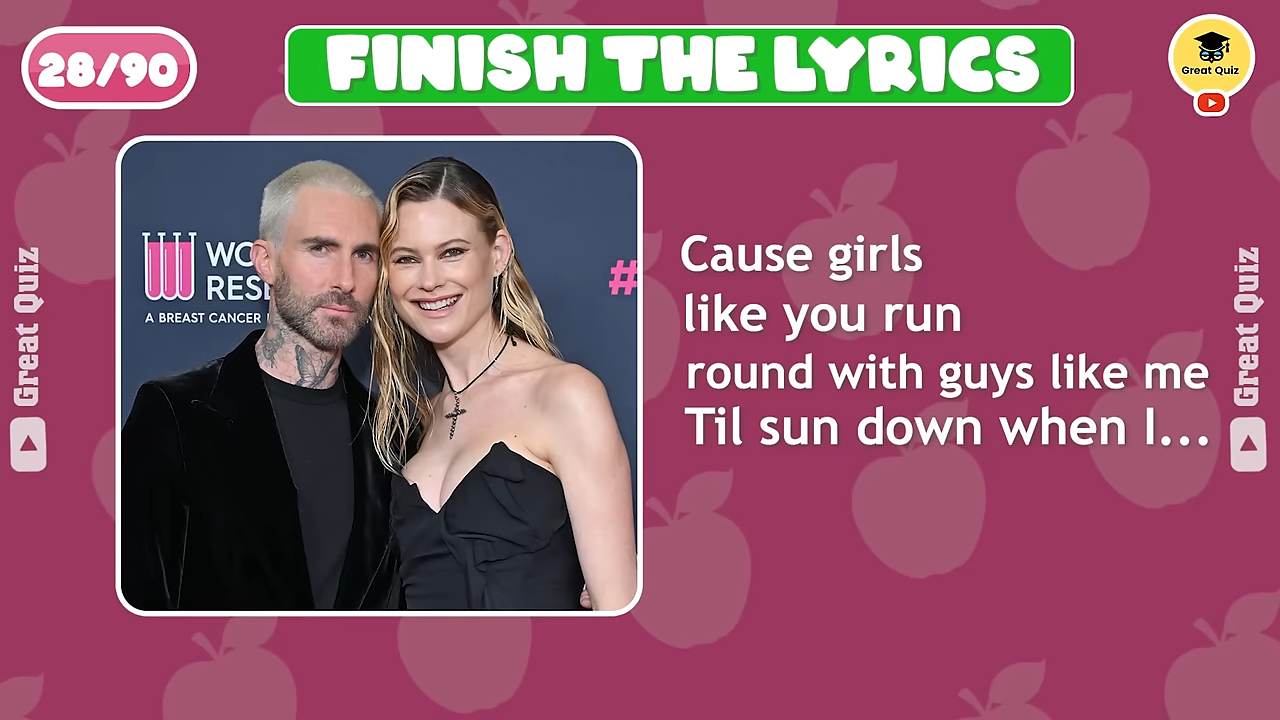 28/90
FINISH THE LYRICS
Great Quiz
Great Quiz
Great Quiz
WO
RESE
A BREAST CANCER
#
Cause girls
like you run
round with guys like me
Til sun down when I...